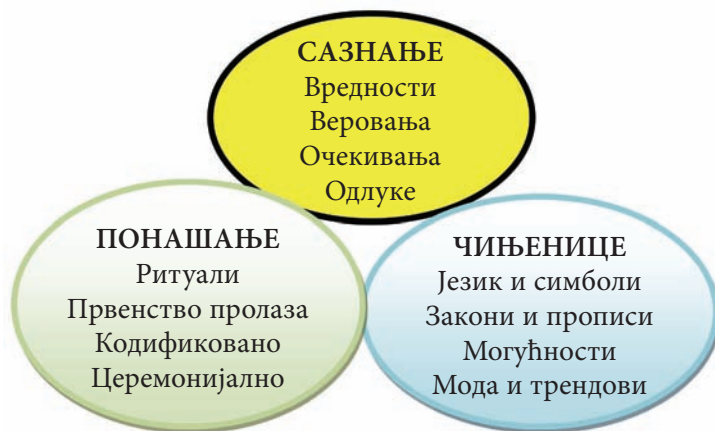 САЗНАЊЕ
Вредности
Веровања
Очекивања
Одлуке
ПОНАШАЊЕ
Ритуали
Првенство пролаза
Кодификовано
Церемонијално
ЧИЊЕНИЦЕ
Језик и симболи
Закони и прописи
Могућности
Мода и трендови